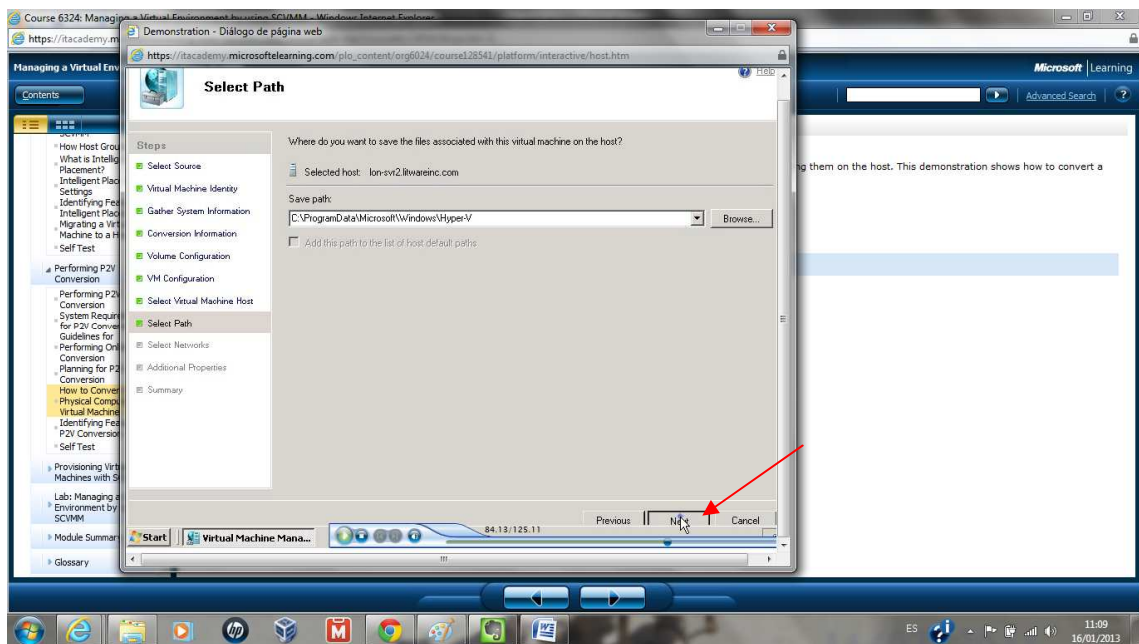 Course 6324: Managing a Virtual Environment by using SCVMM - Windows Internet Explorer
https://itacademy.m
Managing a Virtual Env
Microsoft | Learning
Contents
Advanced Search
?
SCVMM
How Host Grou
What is Intellig
Placement?
Intelligent Plac
Settings
Identifying Fea
Intelligent Plac
Migrating a Virt
Machine to a H
Self Test
Performing P2V
Conversion
Performing P2V
Conversion
System Require
for P2V Conver
Guidelines for
Performing Onl
Conversion
Planning for P2
Conversion
How to Conver
Physical Compu
Virtual Machine
Identifying Fea
P2V Conversion
Self Test
Provisioning Virt
Machines with S
Lab: Managing a
Environment by
SCVMM
Module Summar
Glossary
Demonstration - Diálogo de página web
https://itacademy.microsoftelearning.com/plo_content/org6024/course128541/platform/interactive/host.htm
Help
Select Path
Steps
Select Source
Virtual Machine Identity
Gather System Information
Conversion Information
Volume Configuration
VM Configuration
Select Virtual Machine Host
Select Path
Select Networks
Additional Properties
Summary
Where do you want to save the files associated with this virtual machine on the host?
Selected host: lon-svr2.litwareinc.com
Save path:
C:\ProgramData\Microsoft\Windows\Hyper-V
Browse...
Add this path to the list of host default paths
Previous
Next
Cancel
Start
Virtual Machine Mana...
84.13/125.11
ng them on the host. This demonstration shows how to convert a
hp
M
ES
11:09
16/01/2013